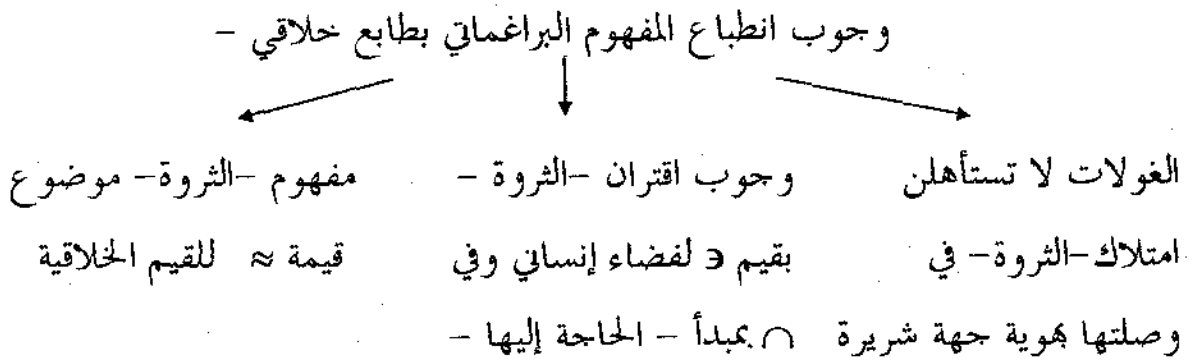 وجوب انطباع المفهوم البراغماتي بطابع خلاقي -
الغولات لا تستأهلن وجوب اقتران -الثروة - مفهوم -الثروة- موضوع
امتلاك -الثروة- في بقيم ∍ لفضاء إنساني وفي قيمة ≈ للقيم الخلاقية
وصلتها بهوية جهة شريرة ∩ بمبدأ - الحاجة إليها -